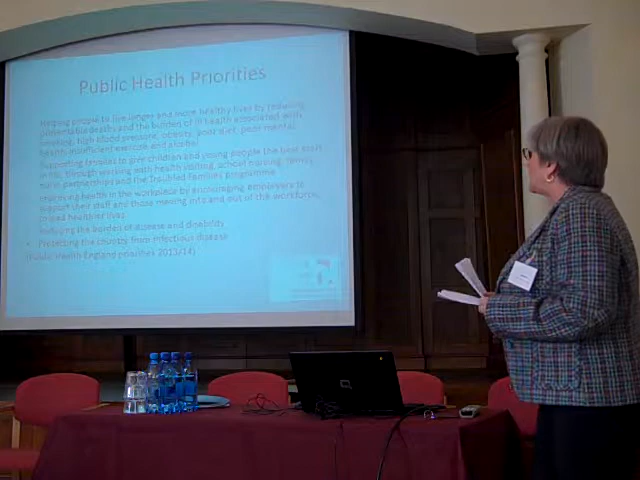 Public Health Priorities
Helping people to live longer and more healthy lives by reducing
preventable deaths and the burden of ill health associated with
smoking, high blood pressure, obesity, poor diet, poor mental
health, insufficient exercise and alcohol
Supporting families to give children and young people the best start
in life, through working with health visiting, school nursing, family
nurse partnerships and the Troubled Families programme
Improving health in the workplace by encouraging employers to
support their staff and those moving into and out of the workforce,
to lead healthier lives
Reducing the burden of disease and disability
• Protecting the country from infectious disease
(Public Health England priorities 2013/14)